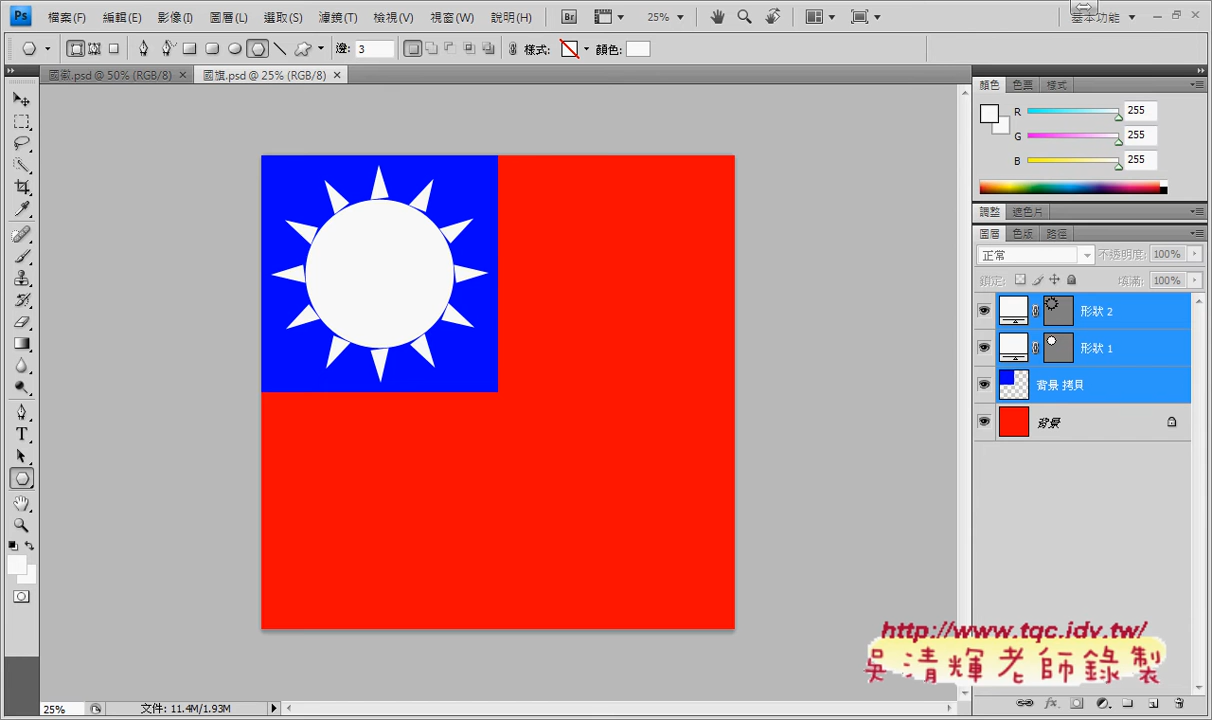 Ps 檔案(F) 編輯(E) 影像(I) 圖層(L) 選取(S) 濾鏡(T) 檢視(V) 視窗(W) 說明(H) Br 25% 基本功能
邊: 3 樣式: 顏色:
國徽.psd @ 50% (RGB/8) × 國旗.psd @ 25% (RGB/8) ×
顏色 色票 樣式
R 255
G 255
B 255
調整 遮色片
圖層 色版 路徑
正常 不透明度: 100%
鎖定: 填滿: 100%
形狀 2
形狀 1
背景 拷貝
背景
T
http://www.tqc.idv.tw/
吳清輝老師錄製
25% 文件: 11.4M/1.93M
fx